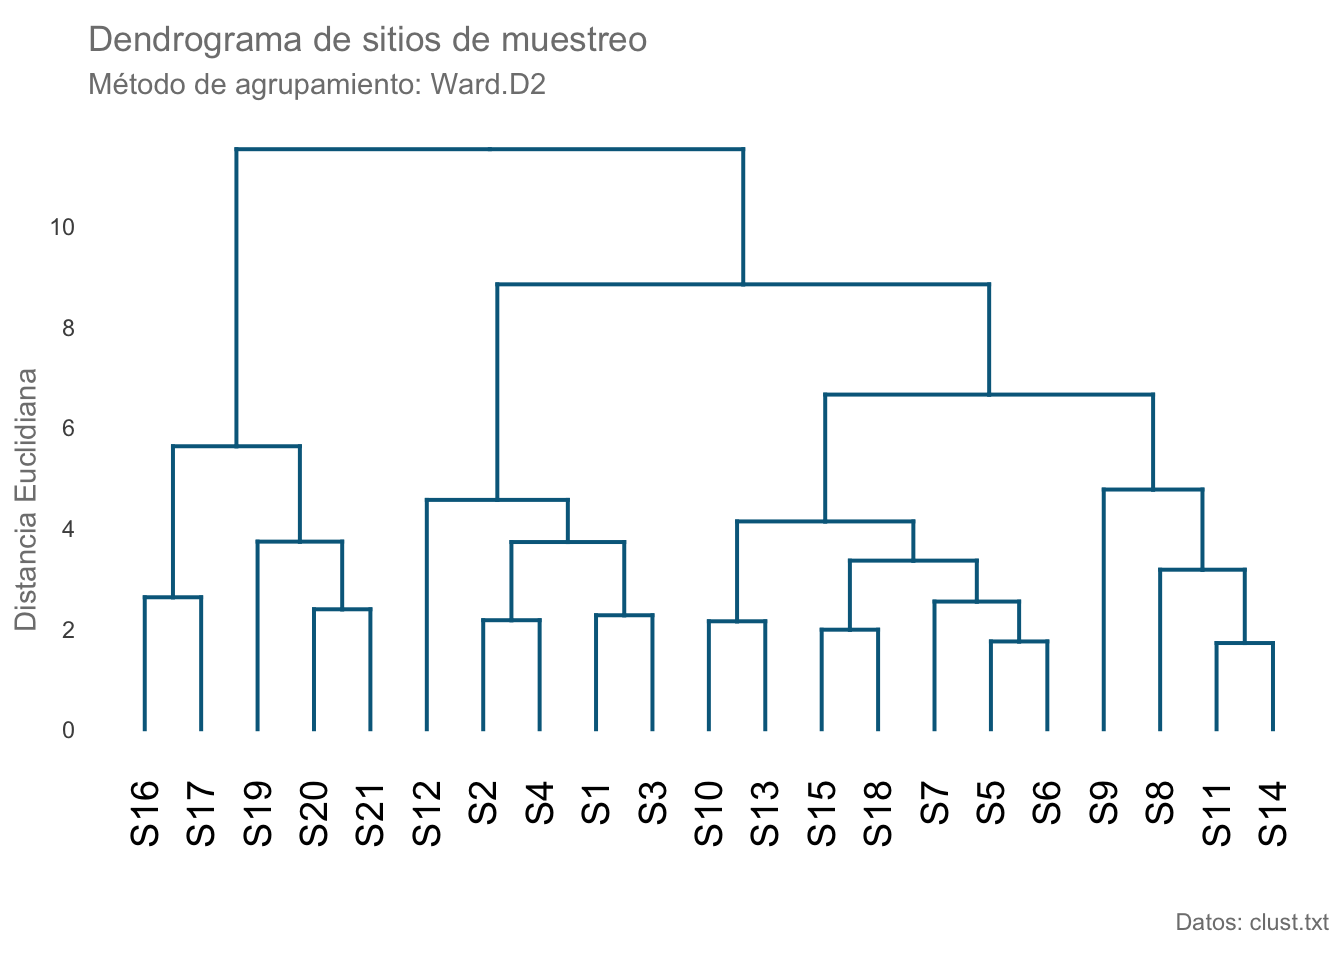 Dendrograma de sitios de muestreo
Método de agrupamiento: Ward.D2
Distancia Euclidiana
10
8
6
4
2
0
S16 S17 S19 S20 S21 S12 S2 S4 S1 S3 S10 S13 S15 S18 S7 S5 S6 S9 S8 S11 S14
Datos: clust.txt